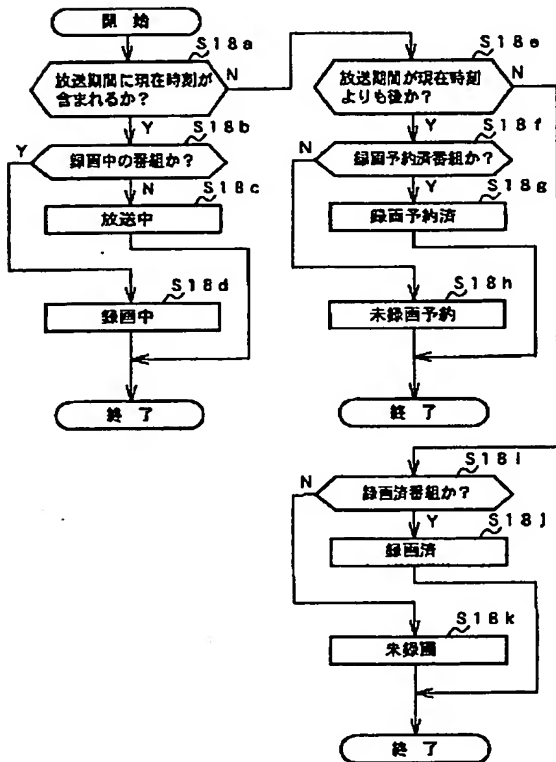 開始
S18a
放送期間に現在時刻が
含まれるか？
N
Y
S18b
Y
録画中の番組か？
N
S18c
放送中
S18d
録画中
終了
S18e
放送期間が現在時刻
よりも後か？
N
Y
S18f
N
録画予約済番組か？
Y
S18g
録画予約済
S18h
未録画予約
終了
S18i
N
録画済番組か？
Y
S18j
録画済
S18k
未録画
終了